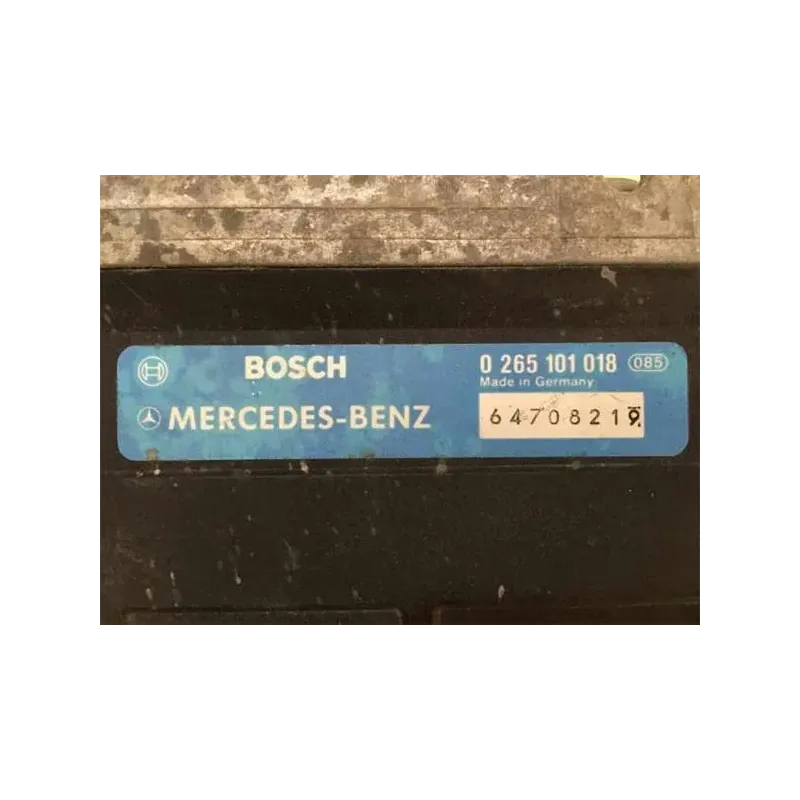 BOSCH 0 265 101 018 085
Made in Germany
MERCEDES-BENZ 64708219